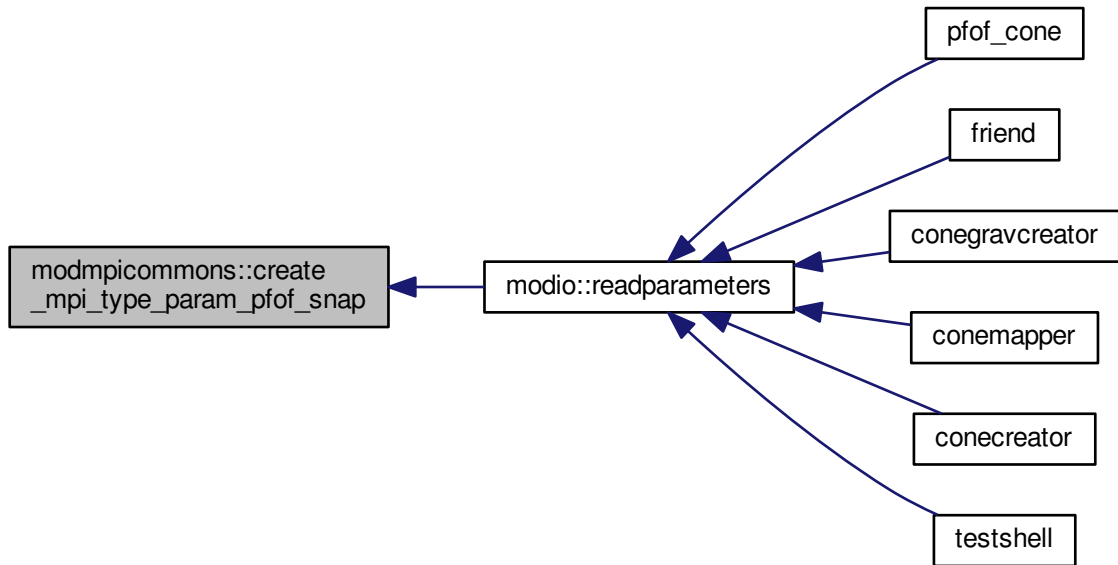 modmpicommons::create
_mpi_type_param_pfof_snap
modio::readparameters
pfof_cone
friend
conegravcreator
conemapper
conecreator
testshell